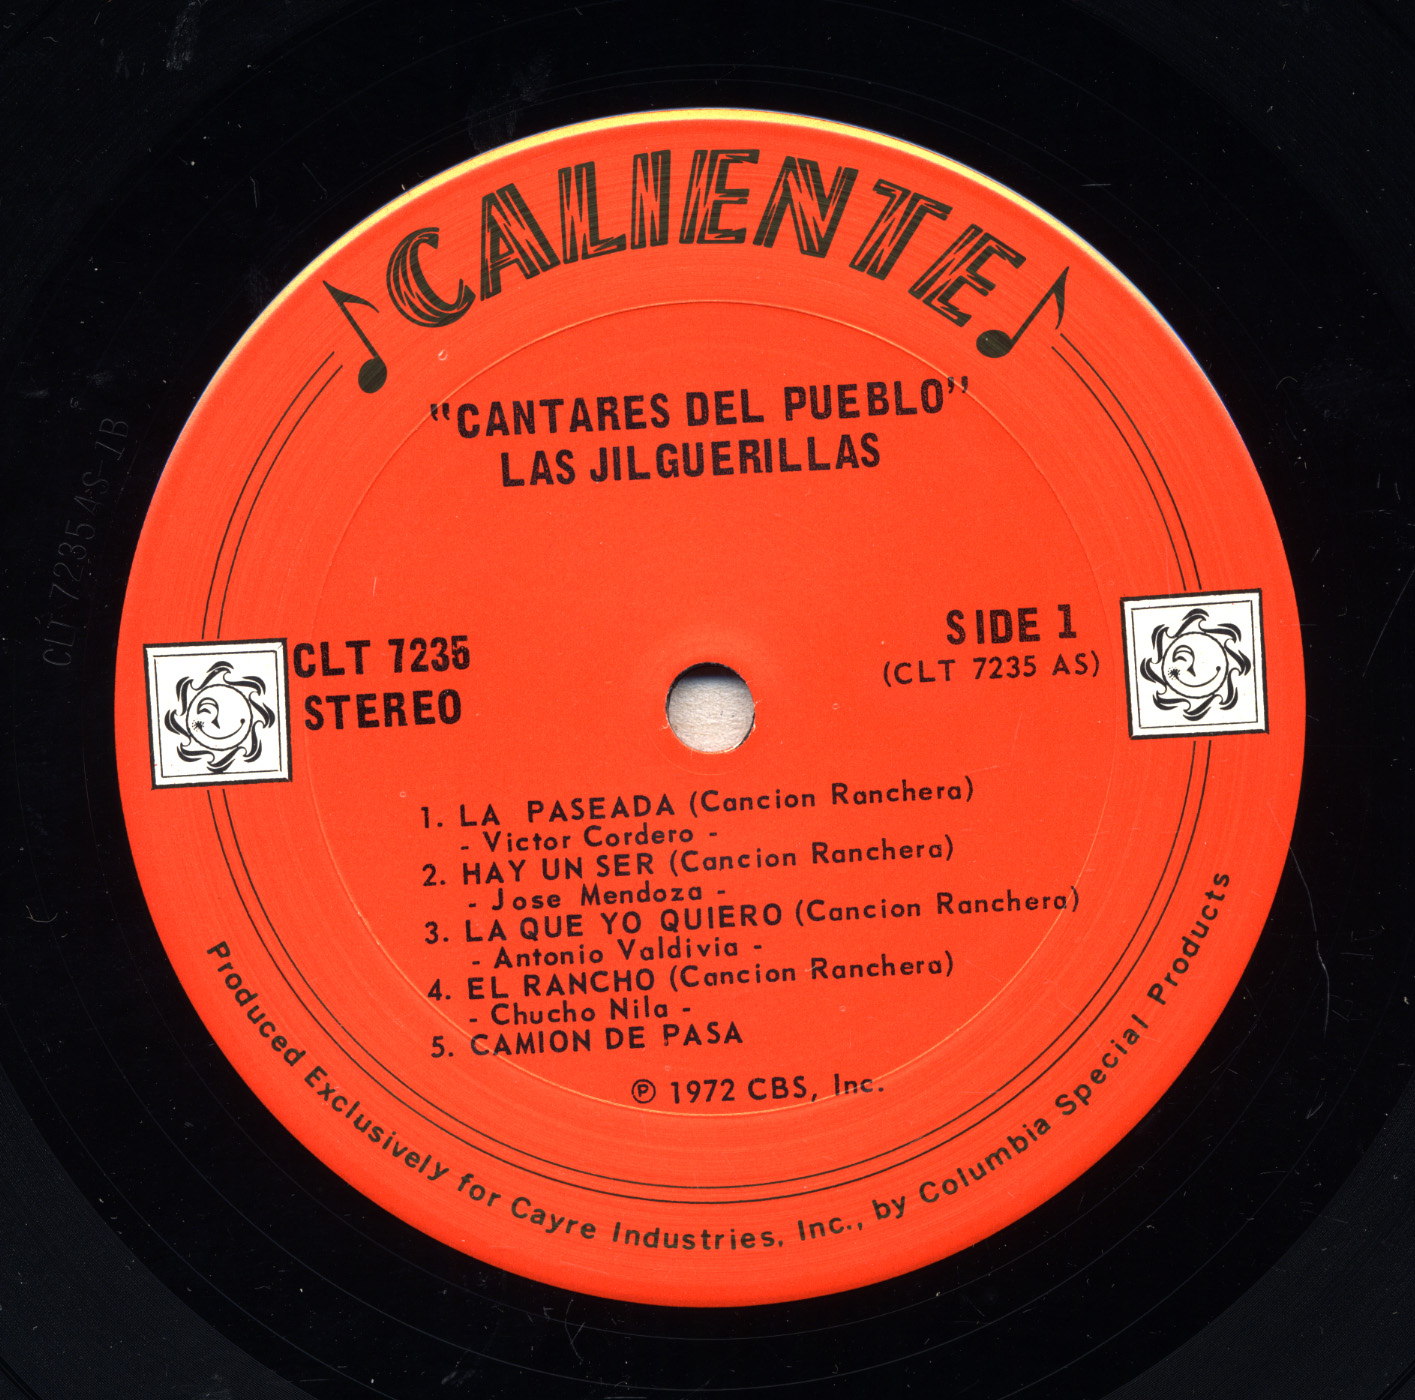 CALIENTE
"CANTARES DEL PUEBLO"
LAS JILGUERILLAS
CLT 7235
STEREO
SIDE 1
(CLT 7235 AS)
1. LA PASEADA (Cancion Ranchera)
- Victor Cordero -
2. HAY UN SER (Cancion Ranchera)
- Jose Mendoza -
3. LA QUE YO QUIERO (Cancion Ranchera)
- Antonio Valdivia -
4. EL RANCHO (Cancion Ranchera)
- Chucho Nila -
5. CAMION DE PASA
℗ 1972 CBS, Inc.
Produced Exclusively for Cayre Industries, Inc., by Columbia Special Products